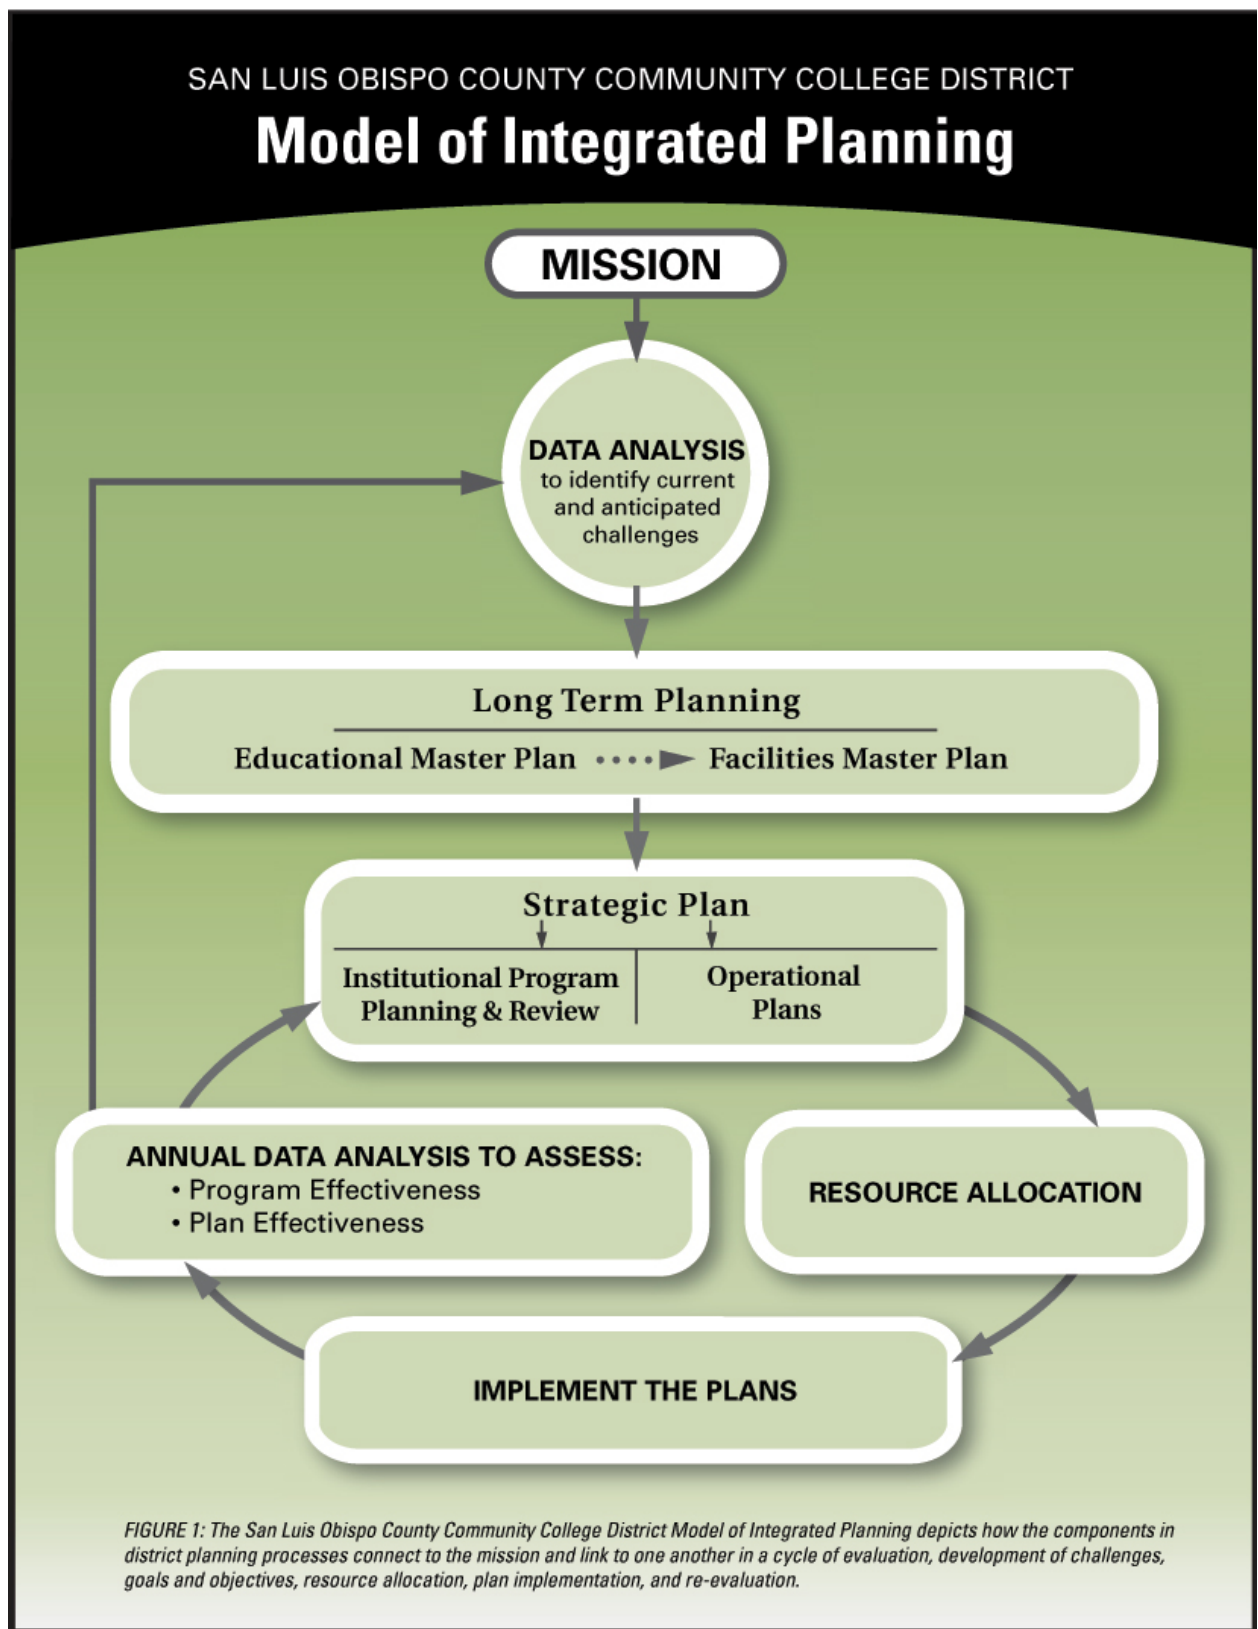 SAN LUIS OBISPO COUNTY COMMUNITY COLLEGE DISTRICT
Model of Integrated Planning
MISSION
DATA ANALYSIS
to identify current
and anticipated
challenges
Long Term Planning
Educational Master Plan
Facilities Master Plan
Strategic Plan
Institutional Program
Planning & Review
Operational
Plans
ANNUAL DATA ANALYSIS TO ASSESS:
• Program Effectiveness
• Plan Effectiveness
RESOURCE ALLOCATION
IMPLEMENT THE PLANS
FIGURE 1: The San Luis Obispo County Community College District Model of Integrated Planning depicts how the components in
district planning processes connect to the mission and link to one another in a cycle of evaluation, development of challenges,
goals and objectives, resource allocation, plan implementation, and re-evaluation.